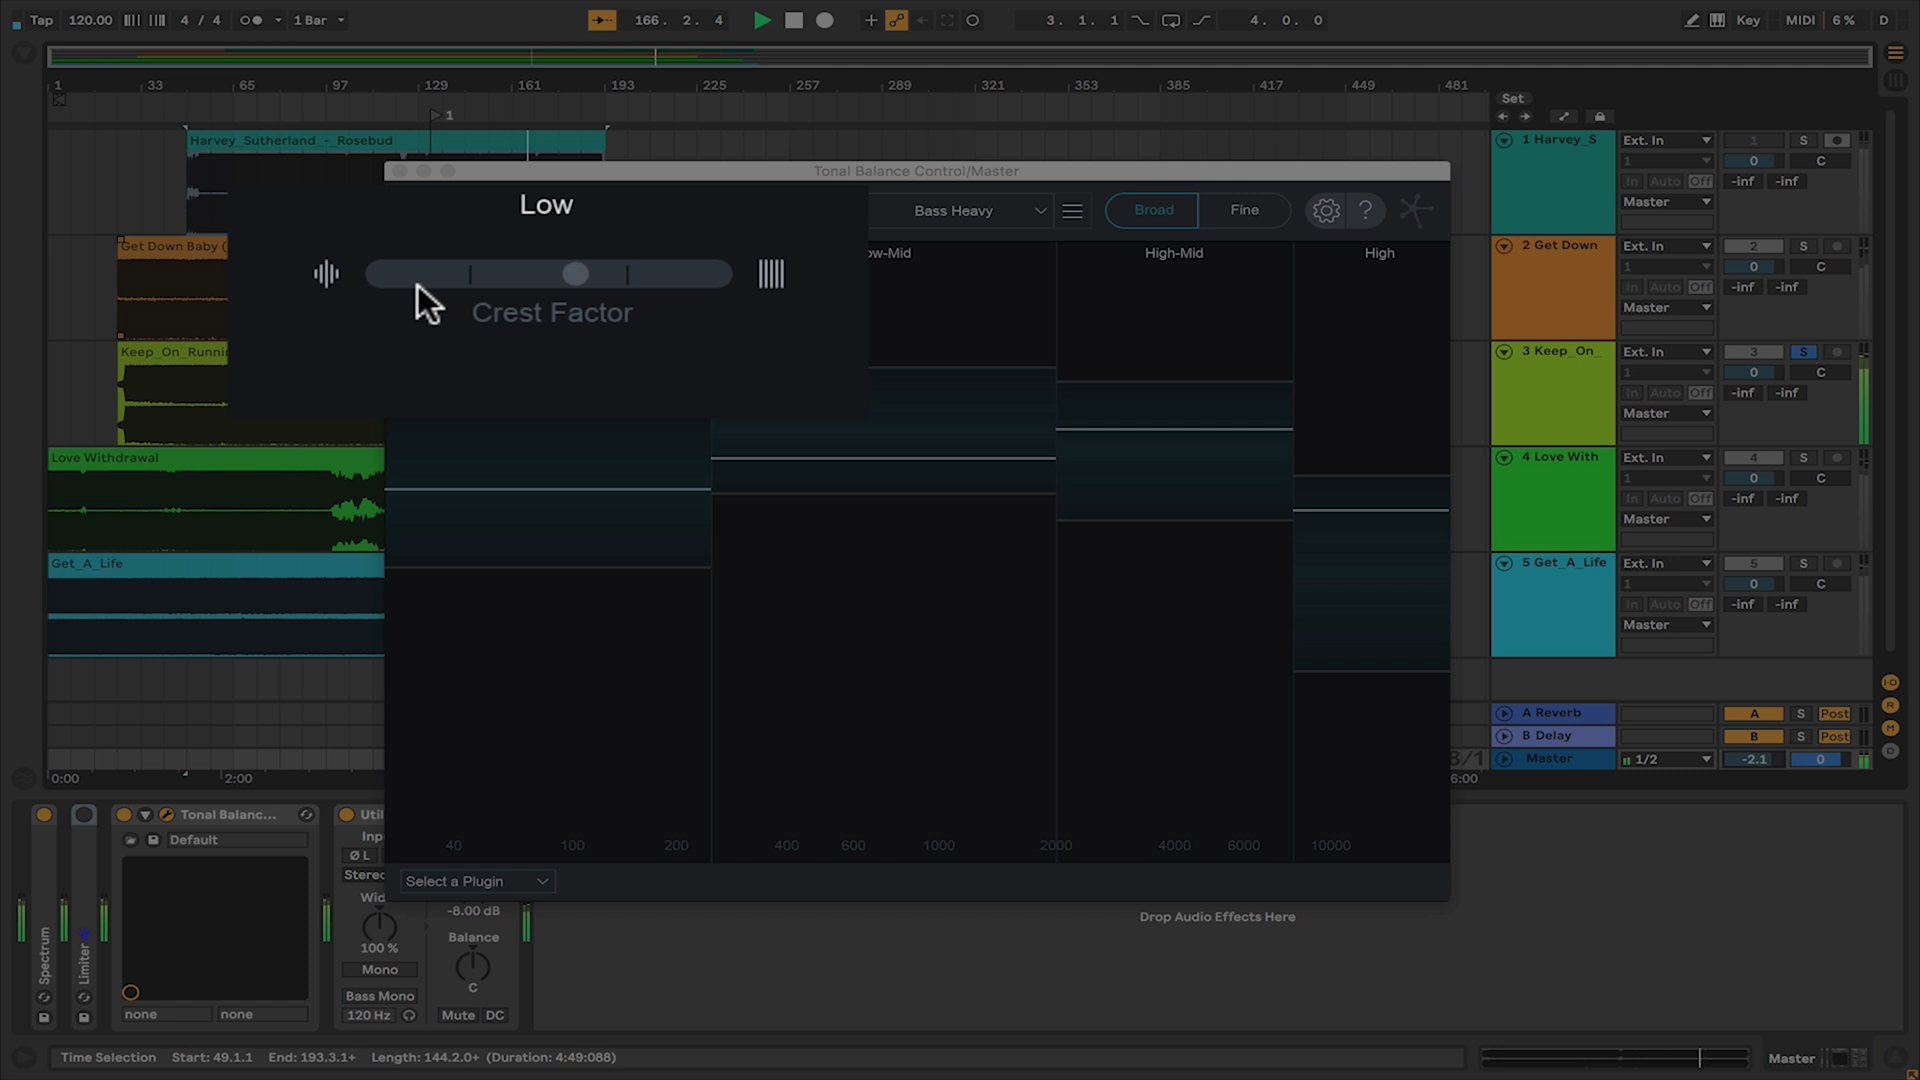 Tap 120.00 4 / 4 1 Bar 166. 2. 4 3. 1. 1 4. 0. 0 Key MIDI 6 % D
1 33 65 97 129 161 193 225 257 289 321 353 385 417 449 481
Set
1
Harvey_Sutherland_-_Rosebud
1 Harvey_S Ext. In 1 S
1 0 C
In Auto Off -inf -inf
Master
Tonal Balance Control/Master
Low
Crest Factor
Bass Heavy Broad Fine ?
ow-Mid High-Mid High
Get Down Baby (
2 Get Down Ext. In 2 S
1 0 C
In Auto Off -inf -inf
Master
Keep_On_Runni
3 Keep_On_ Ext. In 3 S
1 0 C
In Auto Off -inf -inf
Master
Love Withdrawal
4 Love With Ext. In 4 S
1 0 C
In Auto Off -inf -inf
Master
Get_A_Life
5 Get_A_Life Ext. In 5 S
1 0 C
In Auto Off -inf -inf
Master
A Reverb A S Post
B Delay B S Post
8/1 Master 1/2 -2.1 0
I·O
R
M
D
0:00 2:00 6:00
40 100 200 400 600 1000 2000 4000 6000 10000
Select a Plugin
Tonal Balanc...
Default
none none
Spectrum
Limiter
Util
Inp
Ø L
Stereo
Wid
100 %
Mono
Bass Mono
120 Hz
-8.00 dB
Balance
C
Mute DC
Drop Audio Effects Here
Time Selection Start: 49.1.1 End: 193.3.1+ Length: 144.2.0+ (Duration: 4:49:088)
Master